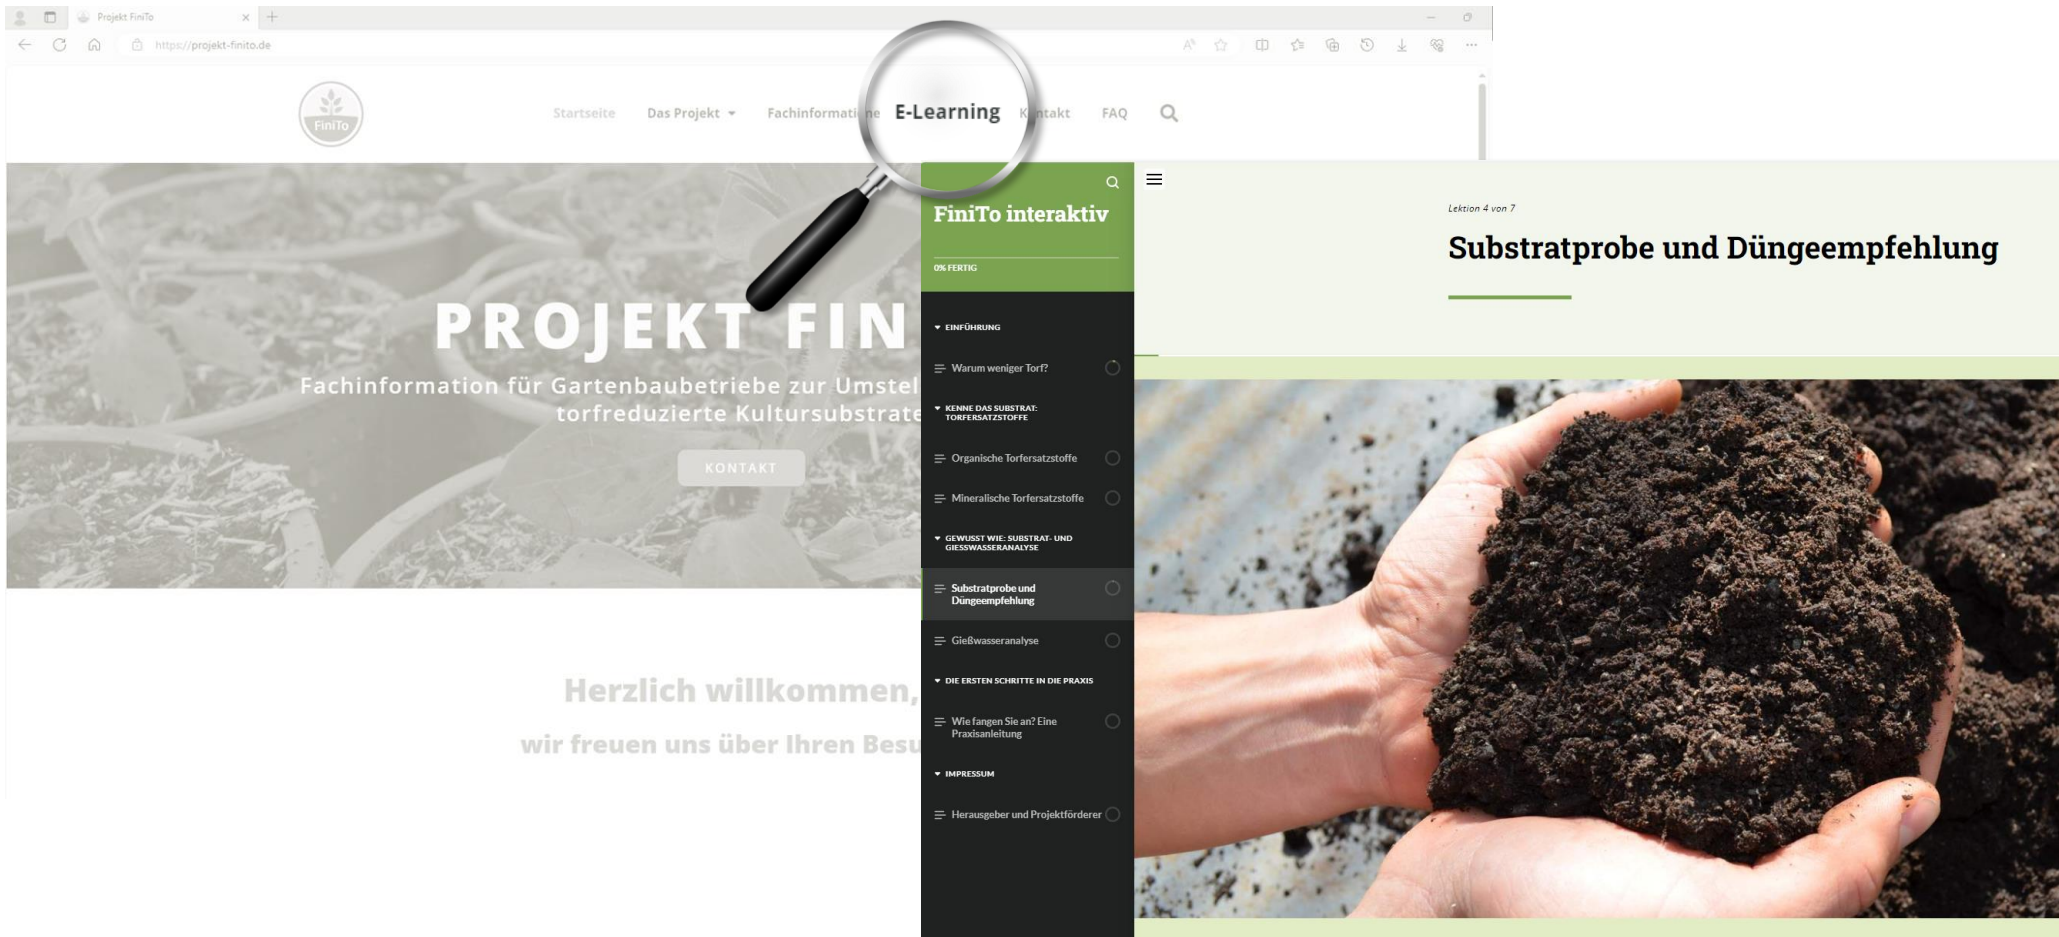 Projekt FiniTo
https://projekt-finito.de
FiniTo
Startseite
Das Projekt
Fachinformatione
E-Learning
Kontakt
FAQ
PROJEKT FIN
Fachinformation für Gartenbaubetriebe zur Umstel
torfreduzierte Kultursubstrate
KONTAKT
Herzlich willkommen,
wir freuen uns über Ihren Besu
FiniTo interaktiv
0% FERTIG
EINFÜHRUNG
Warum weniger Torf?
KENNE DAS SUBSTRAT:
TORFERSATZSTOFFE
Organische Torfersatzstoffe
Mineralische Torfersatzstoffe
GEWUSST WIE: SUBSTRAT- UND
GIESSWASSERANALYSE
Substratprobe und
Düngeempfehlung
Gießwasseranalyse
DIE ERSTEN SCHRITTE IN DIE PRAXIS
Wie fangen Sie an? Eine
Praxisanleitung
IMPRESSUM
Herausgeber und Projektförderer
Lektion 4 von 7
Substratprobe und Düngeempfehlung